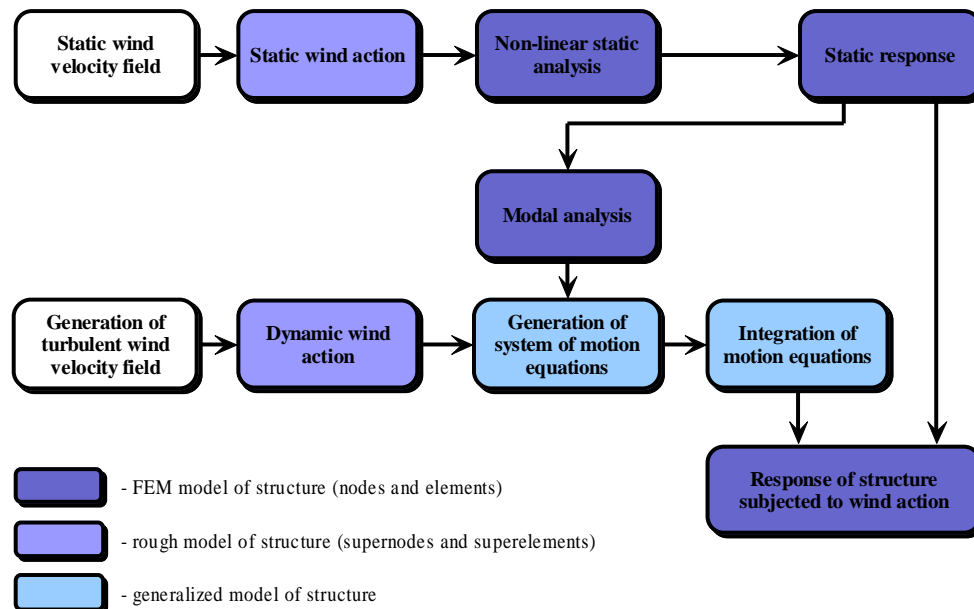 Static wind
velocity field
Static wind action
Non-linear static
analysis
Static response
Modal analysis
Generation of
turbulent wind
velocity field
Dynamic wind
action
Generation of
system of motion
equations
Integration of
motion equations
Response of structure
subjected to wind action
- FEM model of structure (nodes and elements)
- rough model of structure (supernodes and superelements)
- generalized model of structure